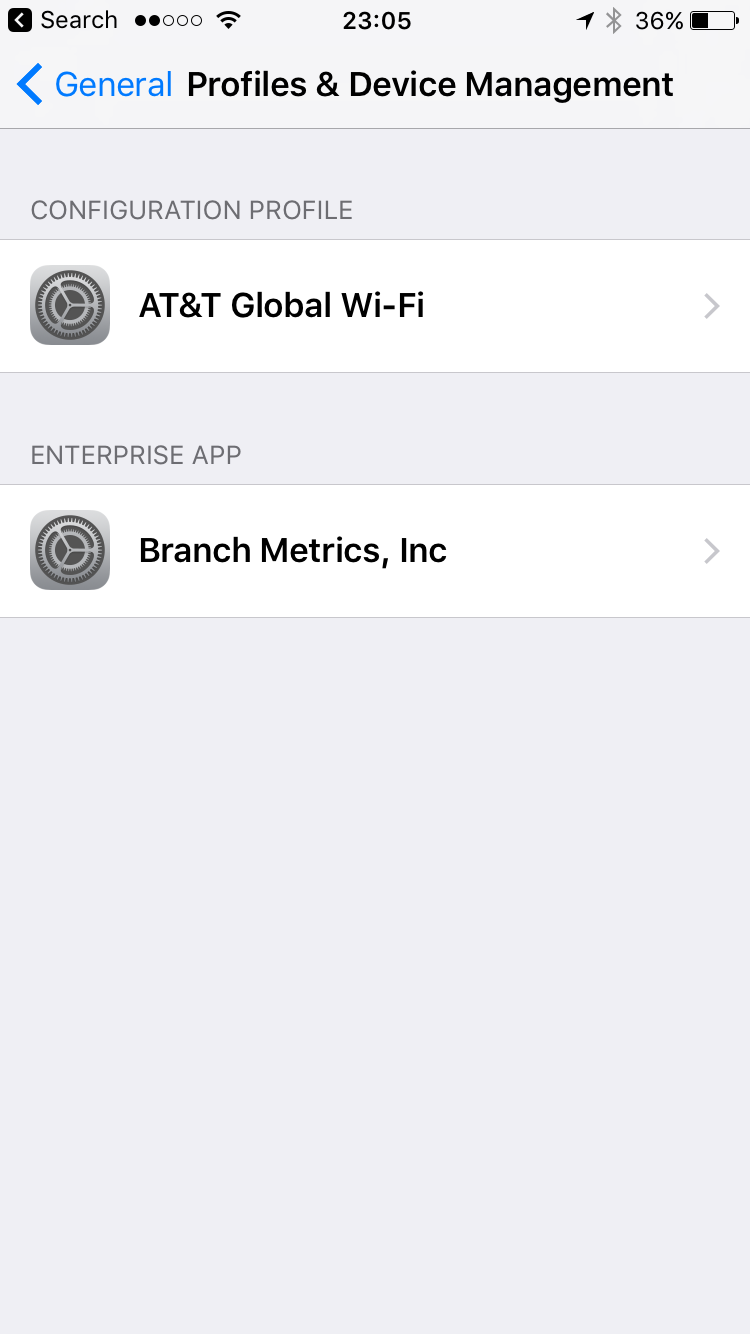 Search 23:05 36%
General Profiles & Device Management
CONFIGURATION PROFILE
AT&T Global Wi-Fi
ENTERPRISE APP
Branch Metrics, Inc